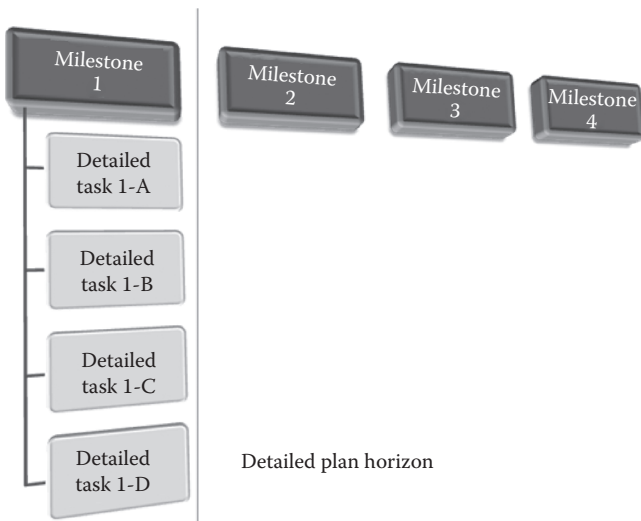 Milestone
1
Milestone
2
Milestone
3
Milestone
4
Detailed
task 1-A
Detailed
task 1-B
Detailed
task 1-C
Detailed
task 1-D
Detailed plan horizon